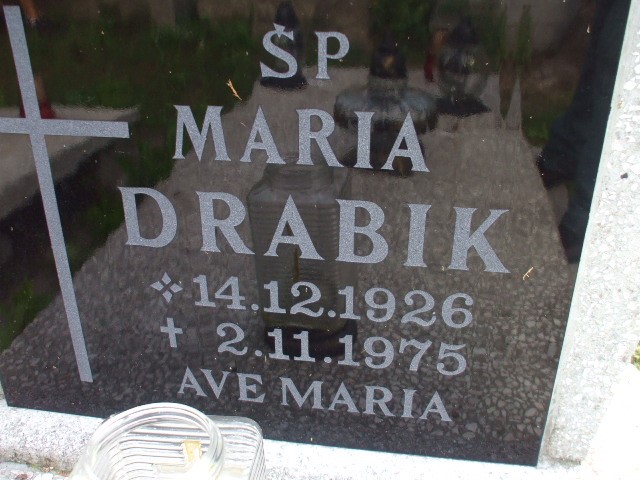 ŚP
MARIA
DRABIK
14.12.1926
2.11.1975
AVE MARIA